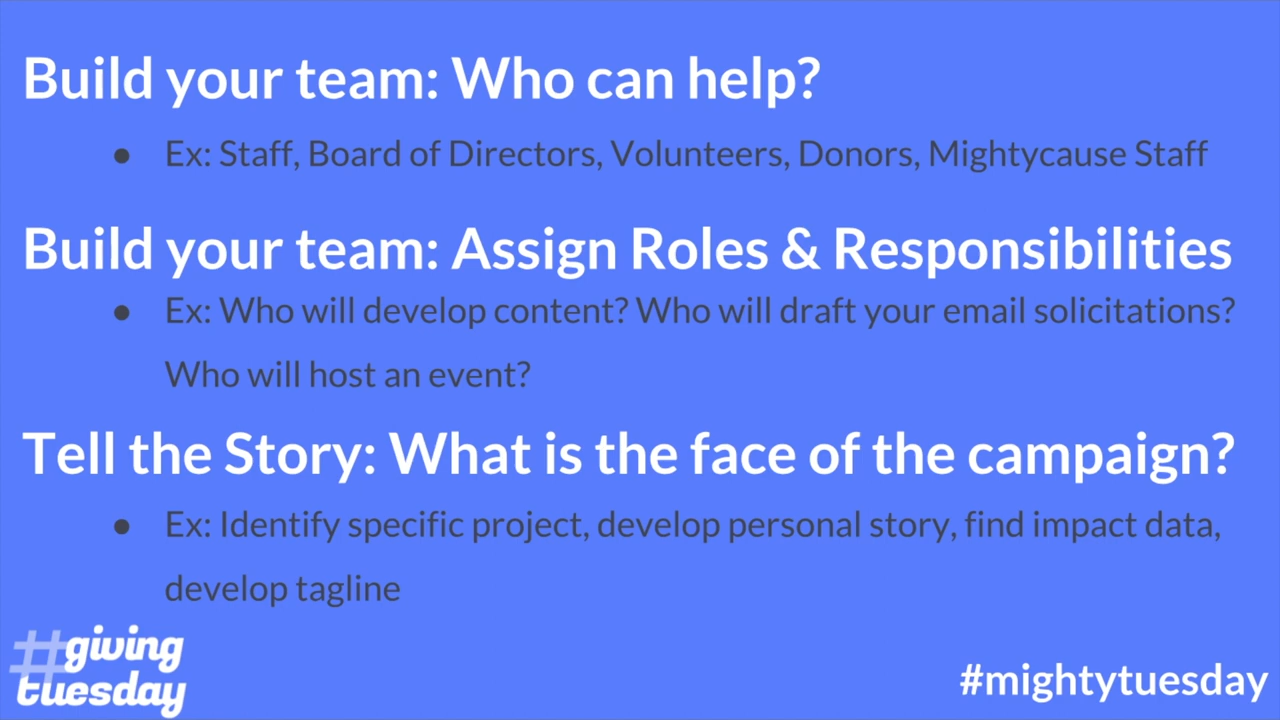 Build your team: Who can help?
● Ex: Staff, Board of Directors, Volunteers, Donors, Mightycause Staff
Build your team: Assign Roles & Responsibilities
● Ex: Who will develop content? Who will draft your email solicitations?
Who will host an event?
Tell the Story: What is the face of the campaign?
● Ex: Identify specific project, develop personal story, find impact data,
develop tagline
#giving
tuesday
#mightytuesday